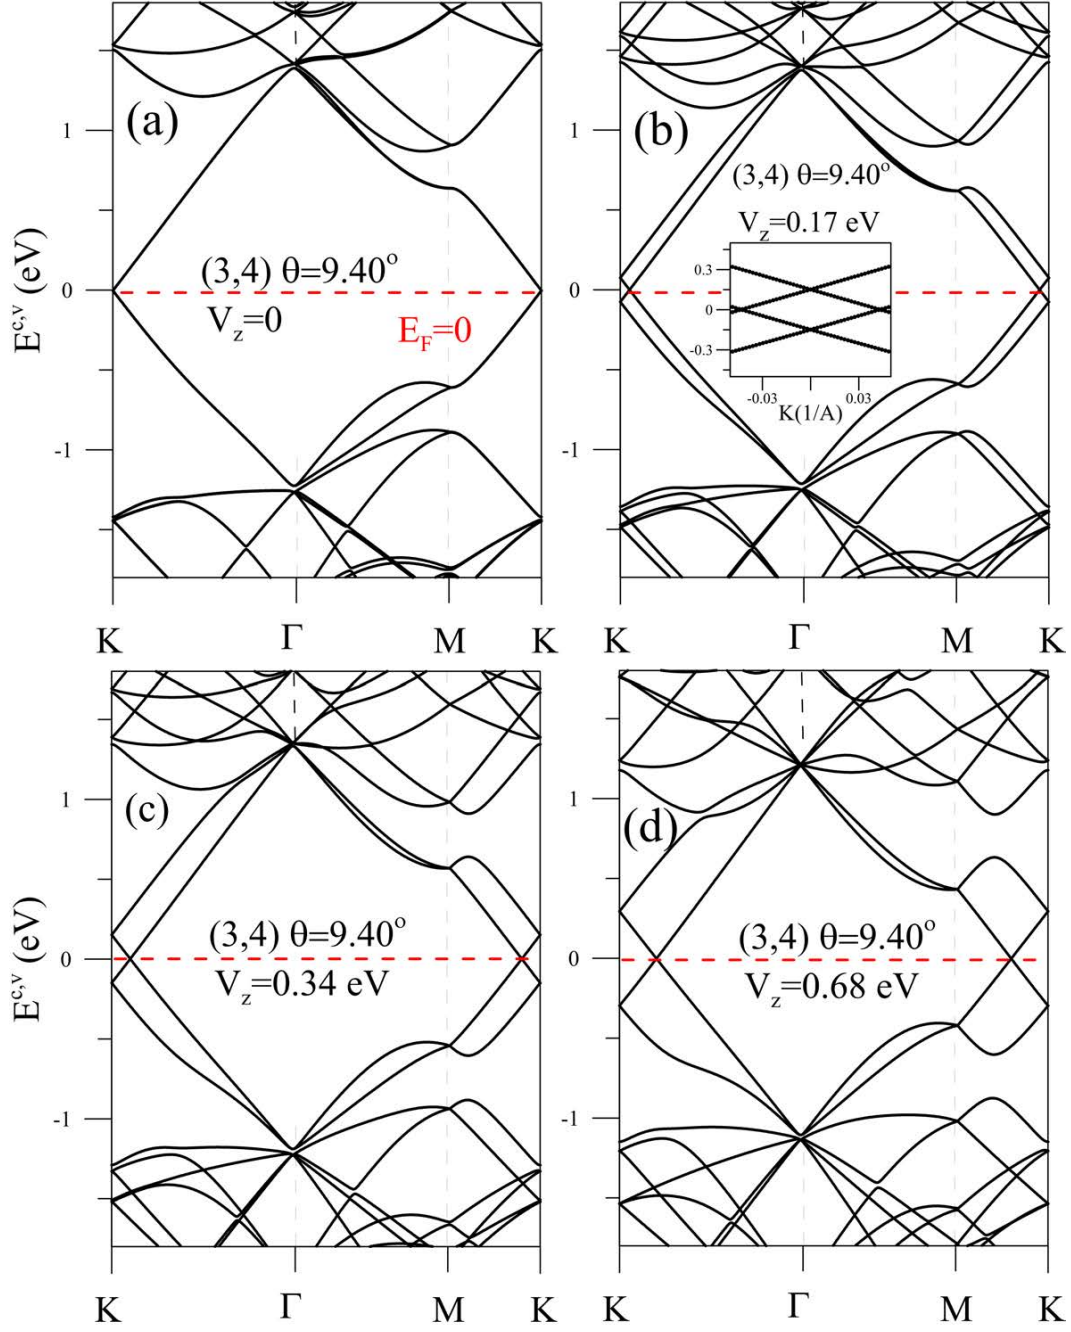 (a)
1
0
-1
E^{c,v} (eV)
(3,4) θ=9.40°
V_z=0
E_F=0
K Γ M K
(b)
1
0
-1
(3,4) θ=9.40°
V_z=0.17 eV
0.3
0
-0.3
-0.03 0.03
K(1/A)
K Γ M K
(c)
1
0
-1
E^{c,v} (eV)
(3,4) θ=9.40°
V_z=0.34 eV
K Γ M K
(d)
1
0
-1
(3,4) θ=9.40°
V_z=0.68 eV
K Γ M K